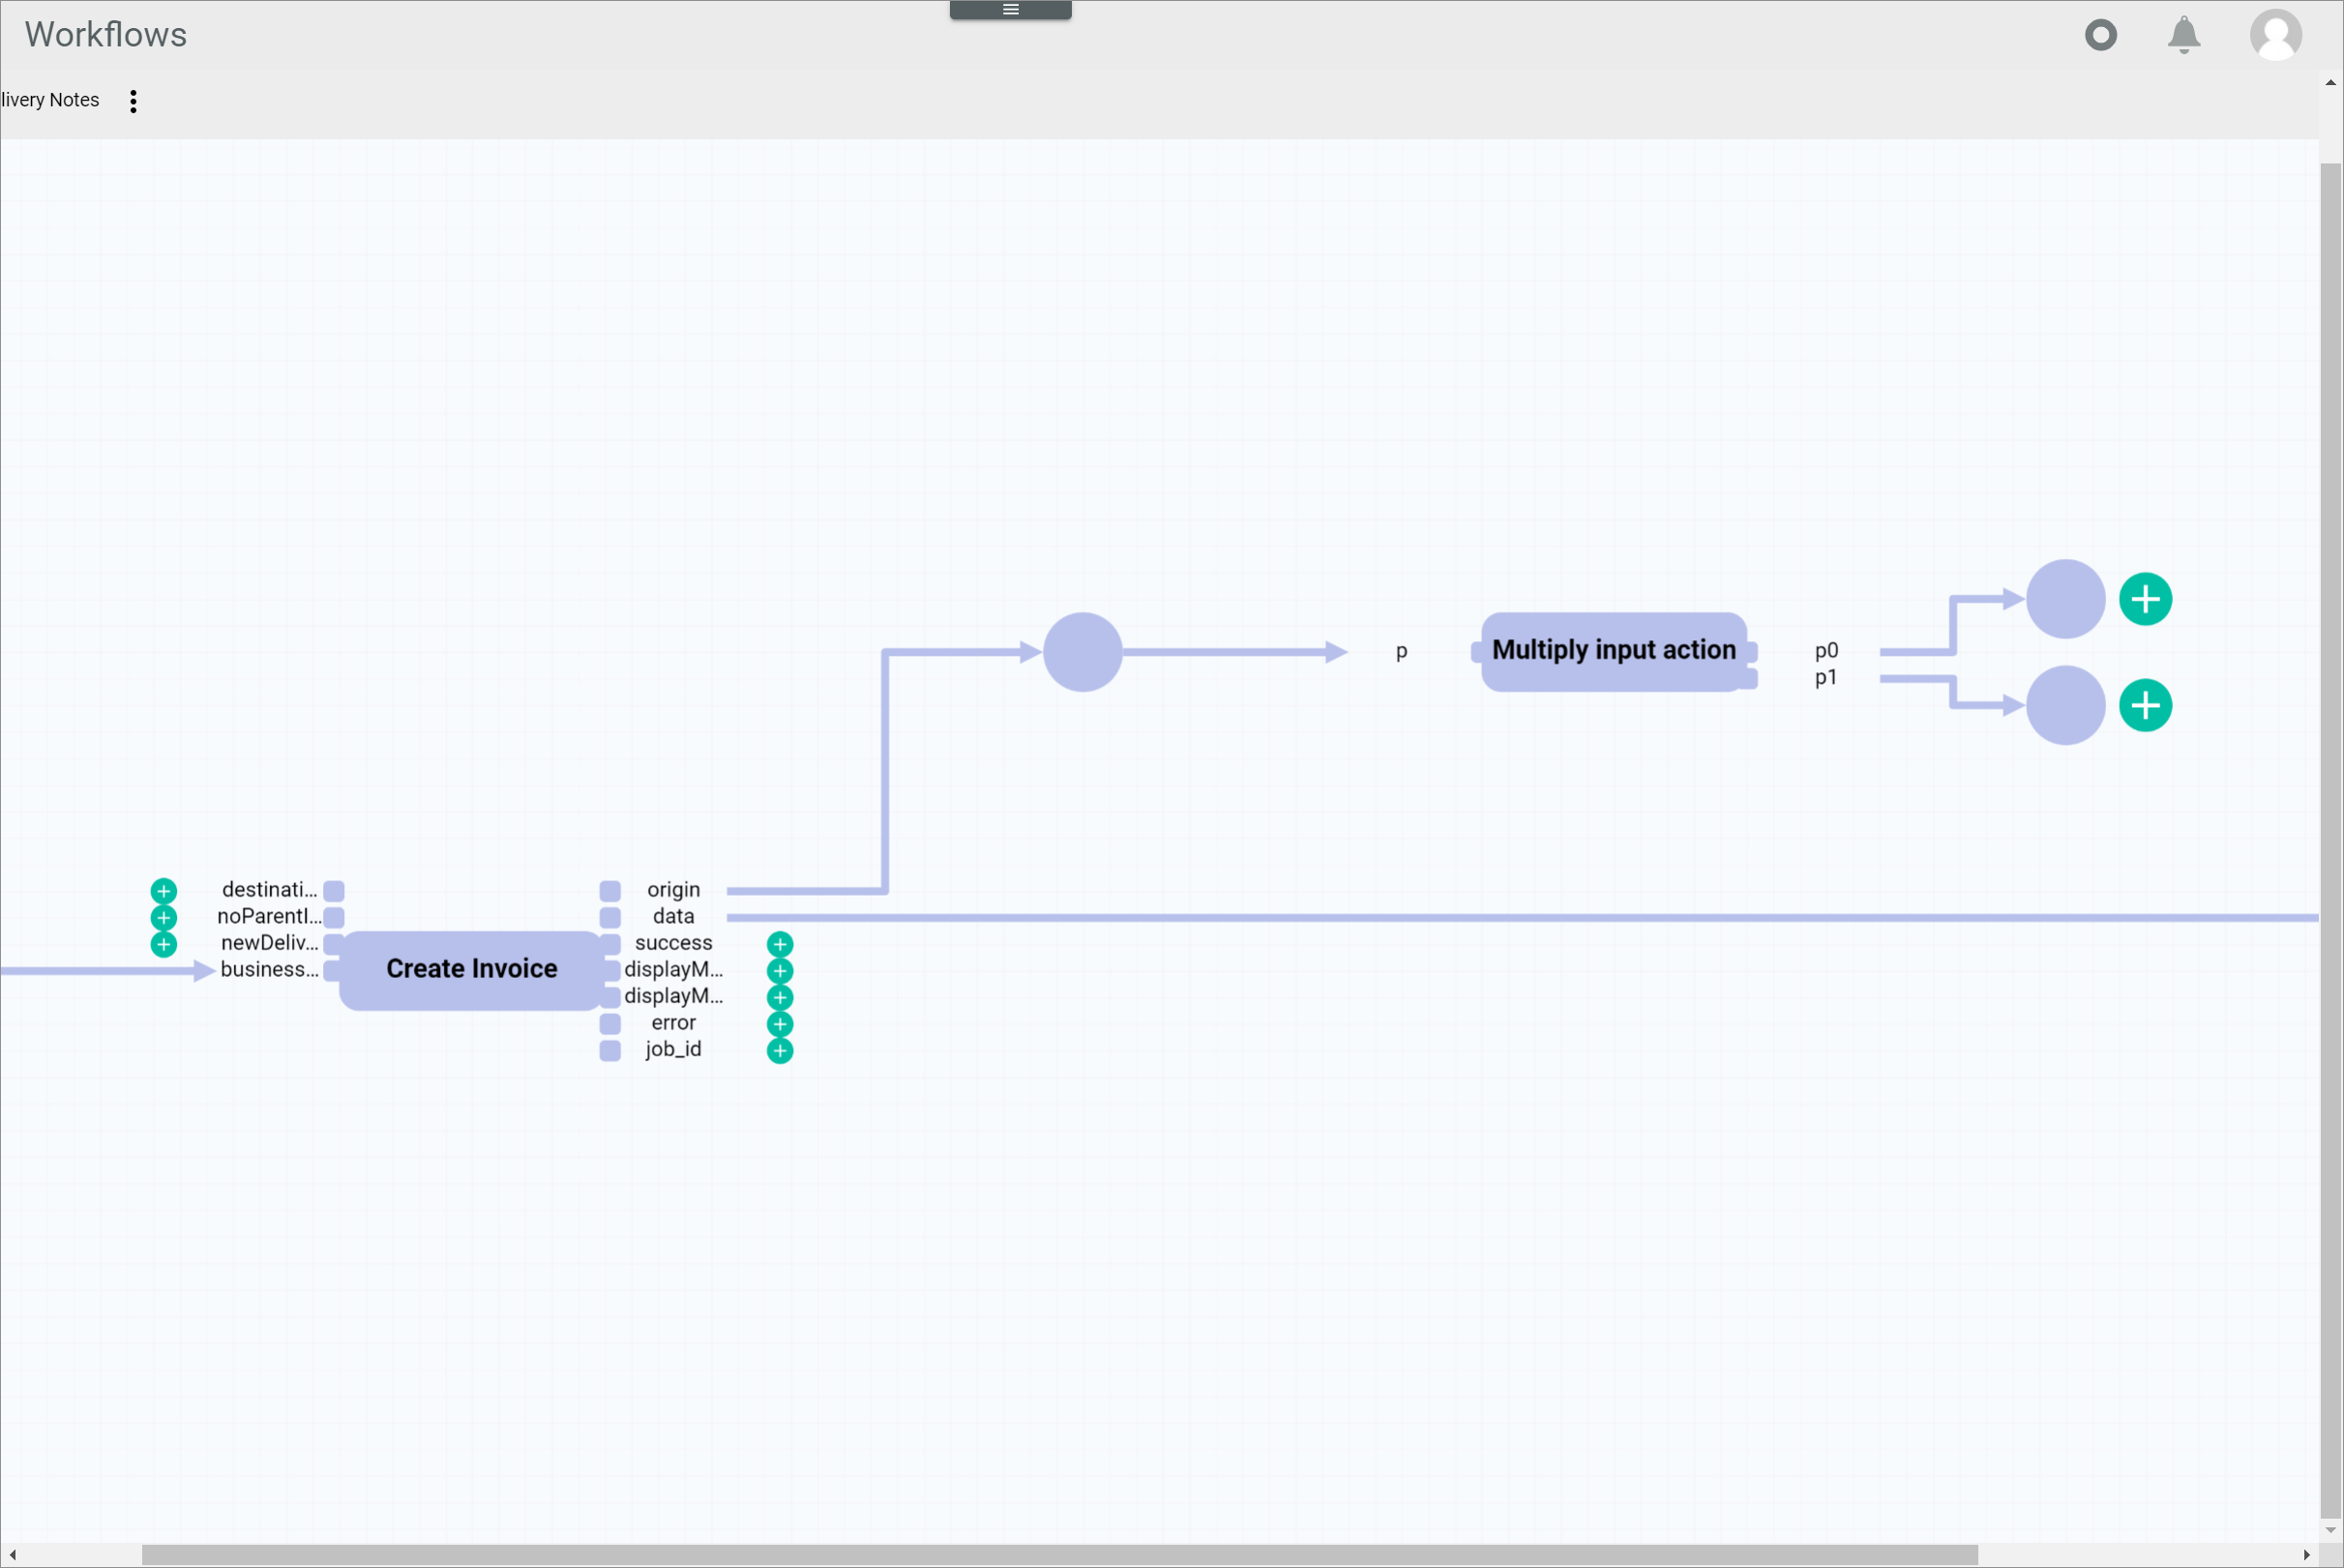 Workflows
livery Notes
p
Multiply input action
p0
p1
destinati...
noParentI...
newDeliv...
business...
Create Invoice
origin
data
success
displayM...
displayM...
error
job_id